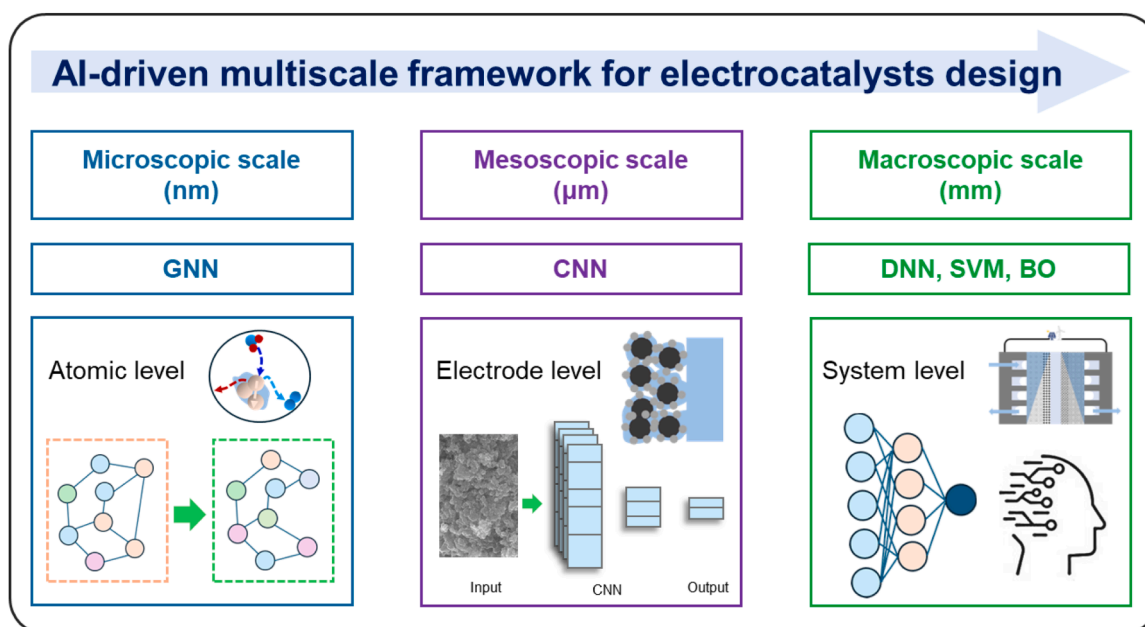 AI-driven multiscale framework for electrocatalysts design
Microscopic scale
(nm)
Mesoscopic scale
(μm)
Macroscopic scale
(mm)
GNN
CNN
DNN, SVM, BO
Atomic level
Electrode level
System level
Input
CNN
Output